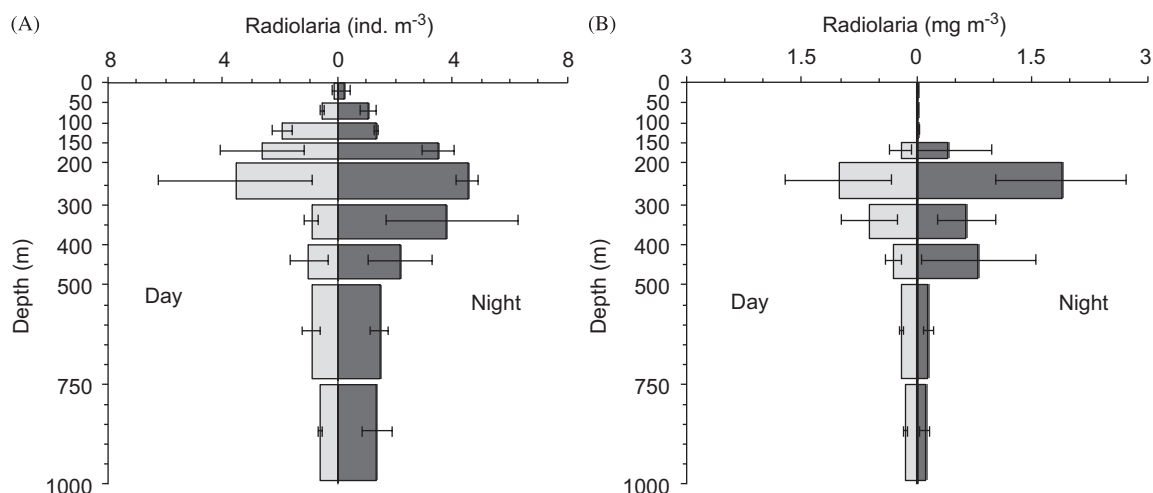 (A)
Radiolaria (ind. m-3)
8 4 0 4 8
0
50
100
150
200
300
400
500
750
1000
Depth (m)
Day
Night
(B)
Radiolaria (mg m-3)
3 1.5 0 1.5 3
0
50
100
150
200
300
400
500
750
1000
Depth (m)
Day
Night